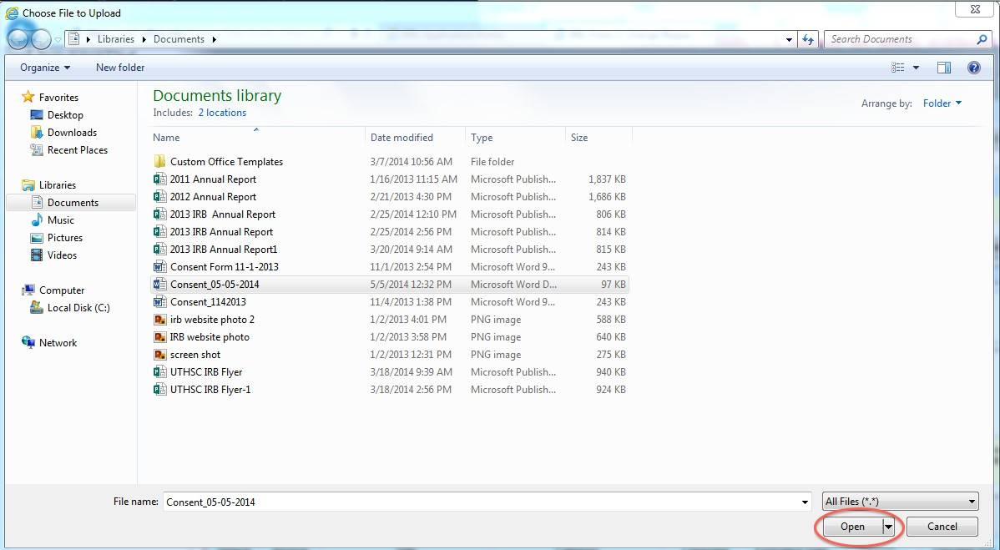 Choose File to Upload
Libraries Documents
Search Documents
Organize New folder
Favorites
Desktop
Downloads
Recent Places
Libraries
Documents
Music
Pictures
Videos
Computer
Local Disk (C:)
Network
Documents library
Includes: 2 locations
Arrange by: Folder
Name Date modified Type Size
Custom Office Templates 3/7/2014 10:56 AM File folder
2011 Annual Report 1/16/2013 11:15 AM Microsoft Publish... 1,837 KB
2012 Annual Report 2/21/2013 4:30 PM Microsoft Publish... 1,686 KB
2013 IRB  Annual Report 2/25/2014 12:10 PM Microsoft Publish... 806 KB
2013 IRB Annual Report 2/25/2014 2:56 PM Microsoft Publish... 814 KB
2013 IRB Annual Report1 3/20/2014 9:14 AM Microsoft Publish... 815 KB
Consent Form 11-1-2013 11/1/2013 2:54 PM Microsoft Word 9... 243 KB
Consent_05-05-2014 5/5/2014 12:32 PM Microsoft Word D... 97 KB
Consent_1142013 11/4/2013 1:38 PM Microsoft Word 9... 243 KB
irb website photo 2 1/2/2013 4:01 PM PNG image 588 KB
IRB website photo 1/2/2013 3:58 PM PNG image 640 KB
screen shot 1/2/2013 12:31 PM PNG image 275 KB
UTHSC IRB Flyer 3/18/2014 9:39 AM Microsoft Publish... 940 KB
UTHSC IRB Flyer-1 3/18/2014 2:56 PM Microsoft Publish... 924 KB
File name: Consent_05-05-2014 All Files (*.*)
Open Cancel